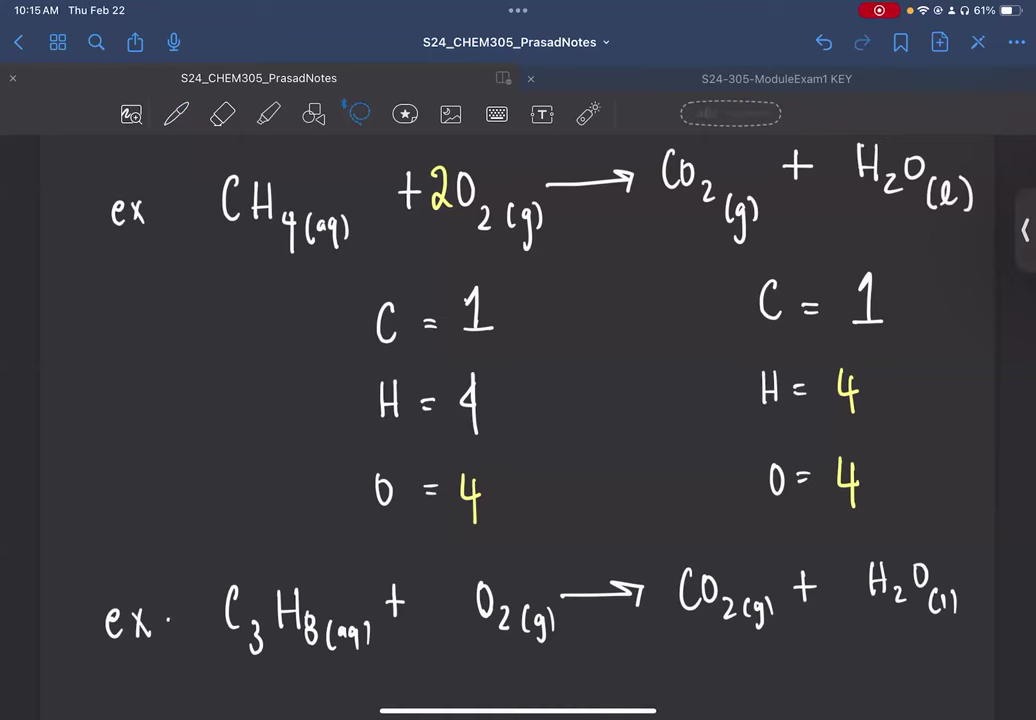 10:15 AM Thu Feb 22 61%
S24_CHEM305_PrasadNotes
S24_CHEM305_PrasadNotes S24-305-ModuleExam1 KEY
ex CH4(aq) + 2O2(g) → CO2(g) + H2O(l)
C = 1 C = 1
H = 4 H = 4
O = 4 O = 4
ex. C3H8(aq) + O2(g) → CO2(g) + H2O(l)